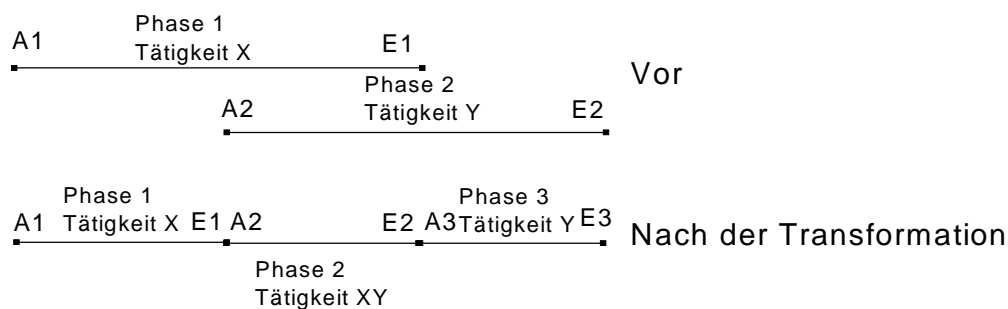 Phase 1
A1 Tätigkeit X E1
Phase 2
Tätigkeit Y
Vor
A2 E2
Phase 1
Tätigkeit X
Phase 3
Tätigkeit Y
A1 E1 A2 E2 A3 E3
Nach der Transformation
Phase 2
Tätigkeit XY